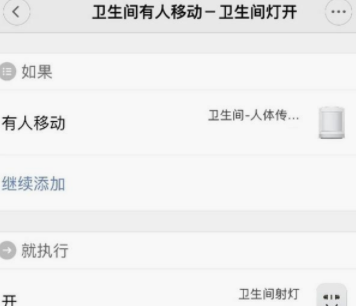 卫生间有人移动－卫生间灯开
如果
有人移动
卫生间-人体传...
继续添加
就执行
开
卫生间射灯